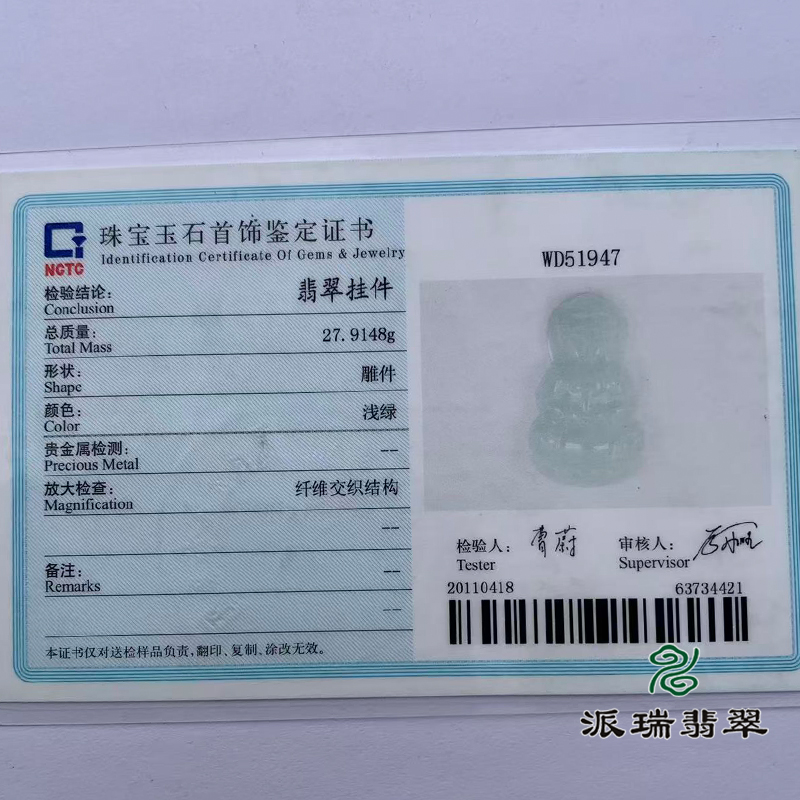 NGTC
珠宝玉石首饰鉴定证书
Identification Certificate Of Gems & Jewelry
检验结论： 翡翠挂件
Conclusion
总质量： 27.9148g
Total Mass
形状： 雕件
Shape
颜色： 浅绿
Color
贵金属检测： --
Precious Metal
放大检查： 纤维交织结构
Magnification
--
备注： --
Remarks
--
本证书仅对送检样品负责,翻印、复制、涂改无效。
WD51947
检验人： 审核人：
Tester Supervisor
20110418 63734421
派瑞翡翠